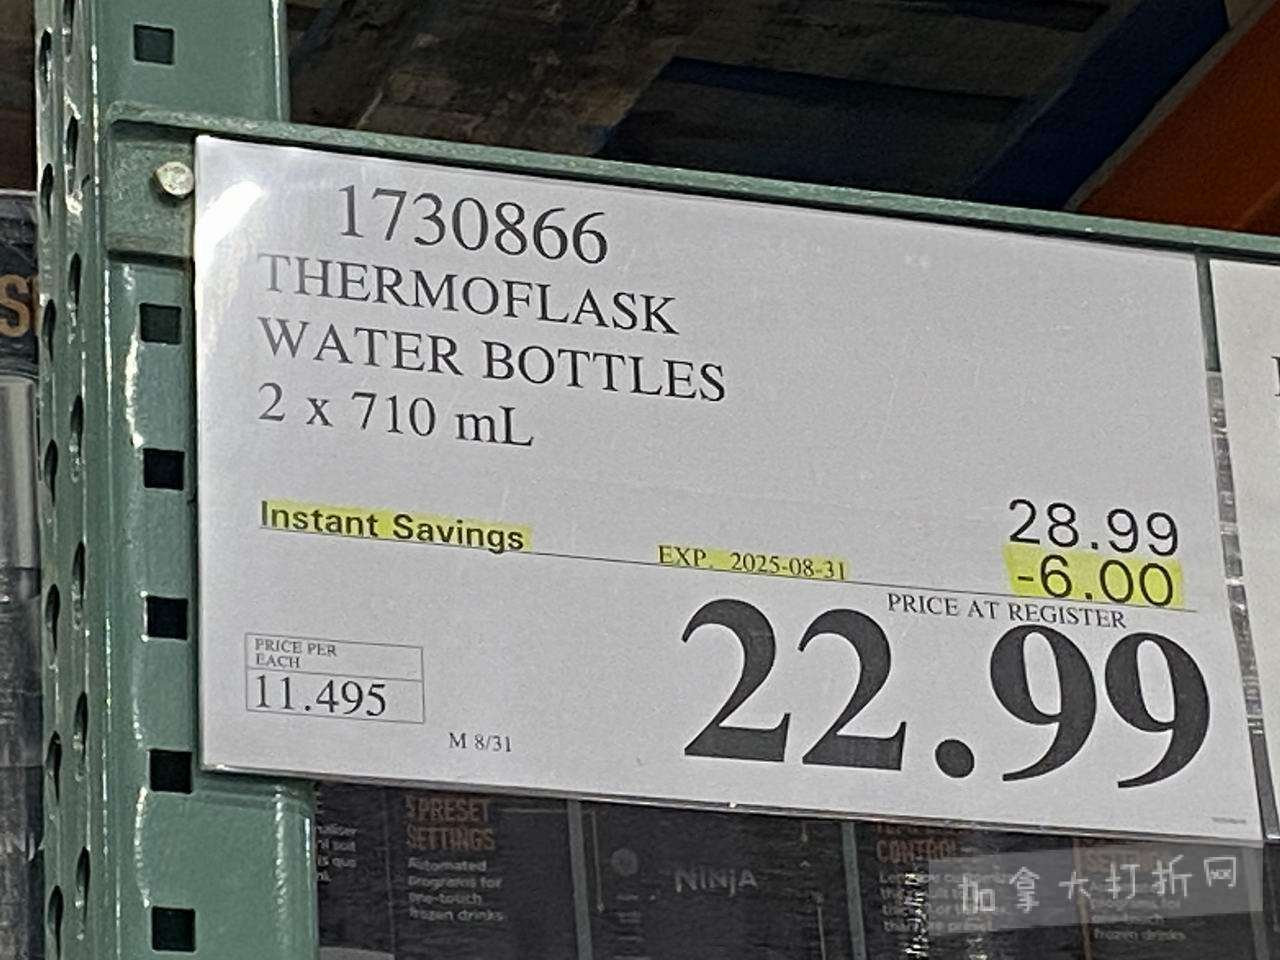 1730866
THERMOFLASK
WATER BOTTLES
2 x 710 mL
Instant Savings
EXP. 2025-08-31
28.99
-6.00
PRICE AT REGISTER
22.99
PRICE PER
EACH
11.495
M 8/31
PRESET
SETTINGS
Automated
programs for
one-touch
frozen drinks
NINJA
CONTROL
frozen drinks
加拿大打折网